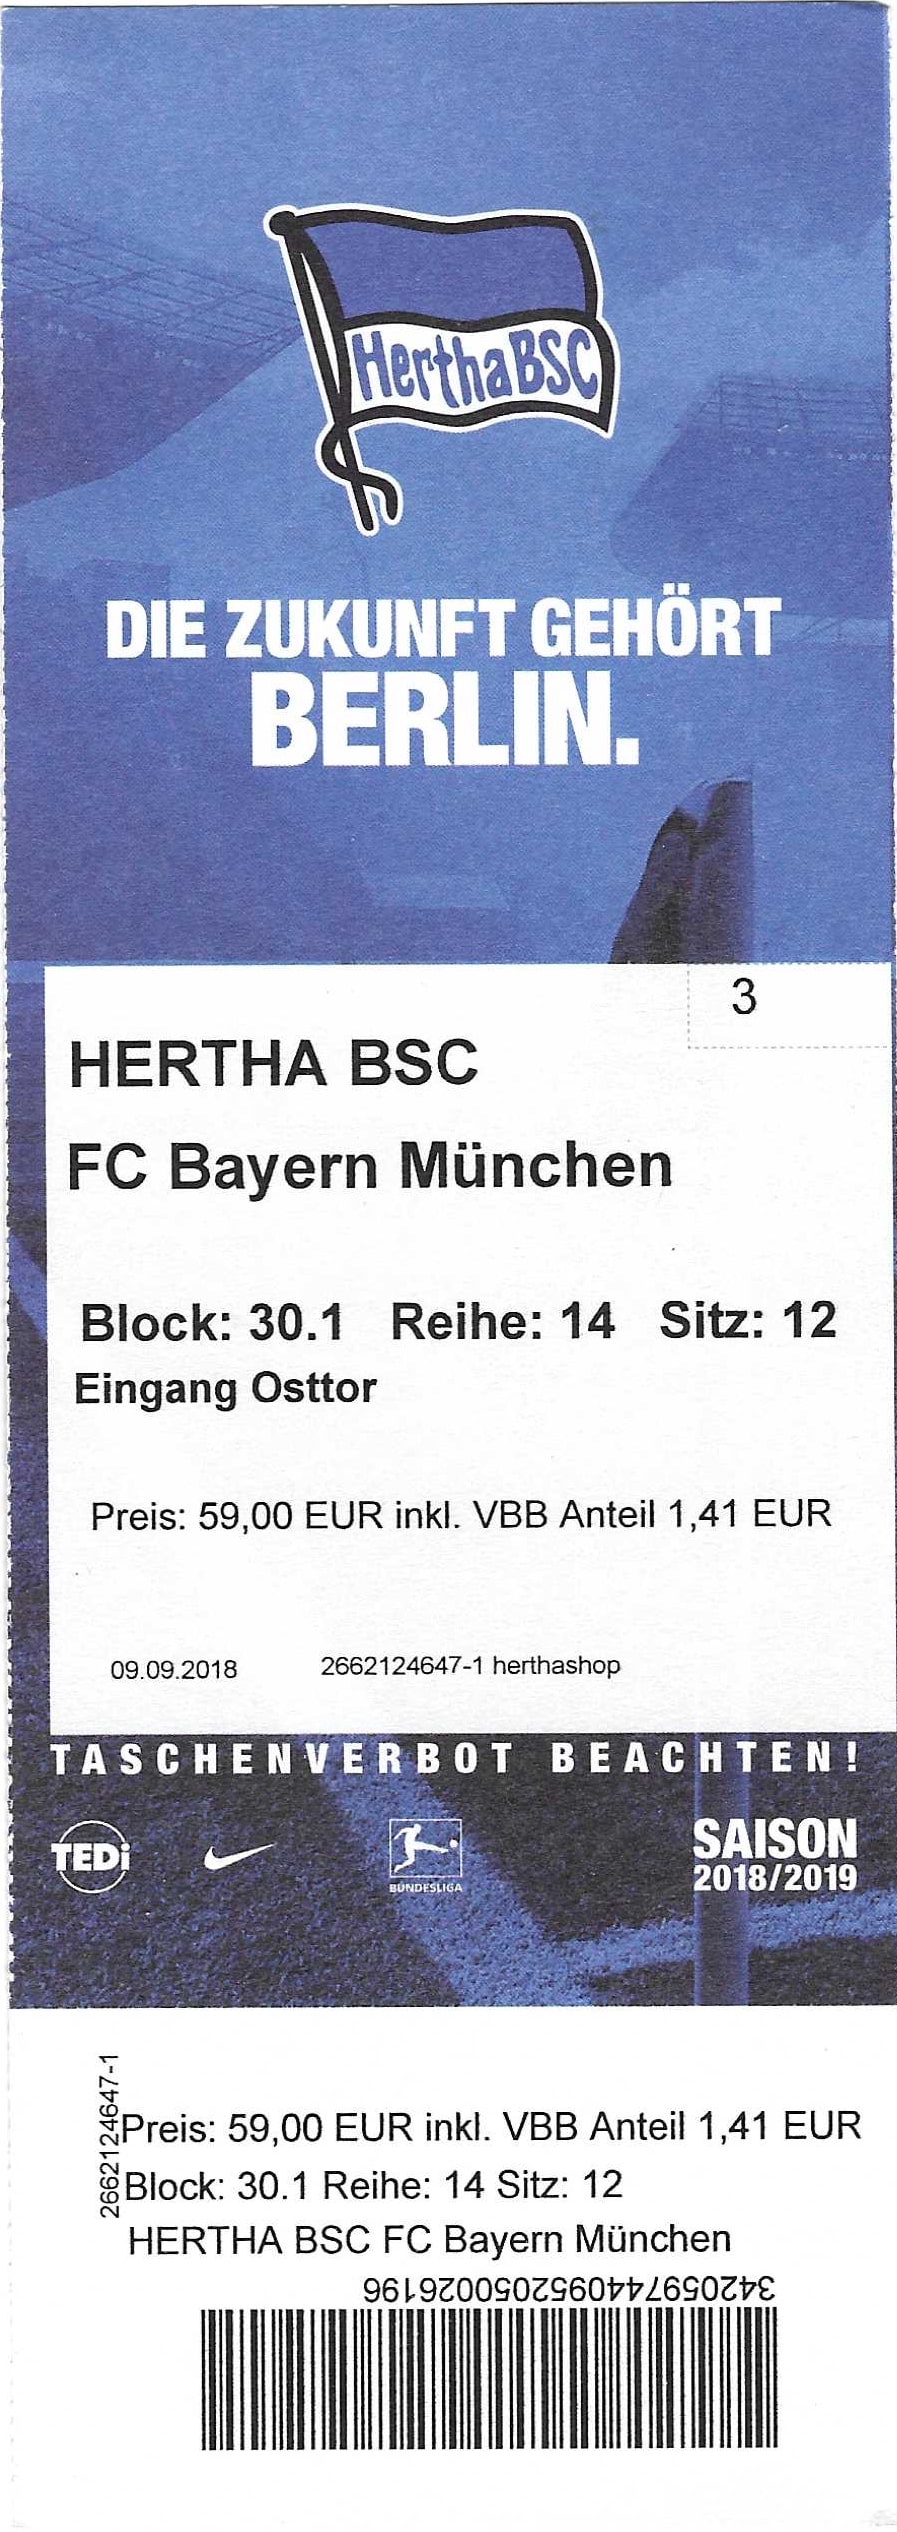 HerthaBSC
DIE ZUKUNFT GEHÖRT
BERLIN.
3
HERTHA BSC
FC Bayern München
Block: 30.1 Reihe: 14 Sitz: 12
Eingang Osttor
Preis: 59,00 EUR inkl. VBB Anteil 1,41 EUR
09.09.2018 2662124647-1 herthashop
TASCHENVERBOT BEACHTEN!
TEDi
BUNDESLIGA
SAISON
2018/2019
2662124647-1
Preis: 59,00 EUR inkl. VBB Anteil 1,41 EUR
Block: 30.1 Reihe: 14 Sitz: 12
HERTHA BSC FC Bayern München
3420597440952050026196